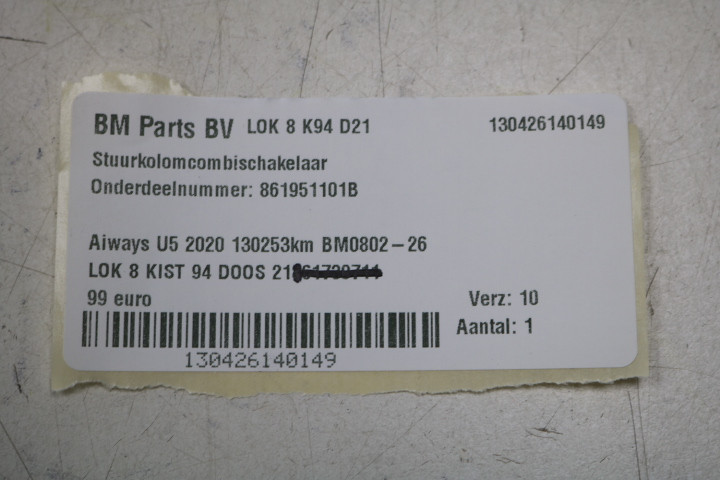 BM Parts BV LOK 8 K94 D21 130426140149
Stuurkolomcombischakelaar
Onderdeelnummer: 861951101B
Aiways U5 2020 130253km BM0802-26
LOK 8 KIST 94 DOOS 21
99 euro Verz: 10
Aantal: 1
130426140149